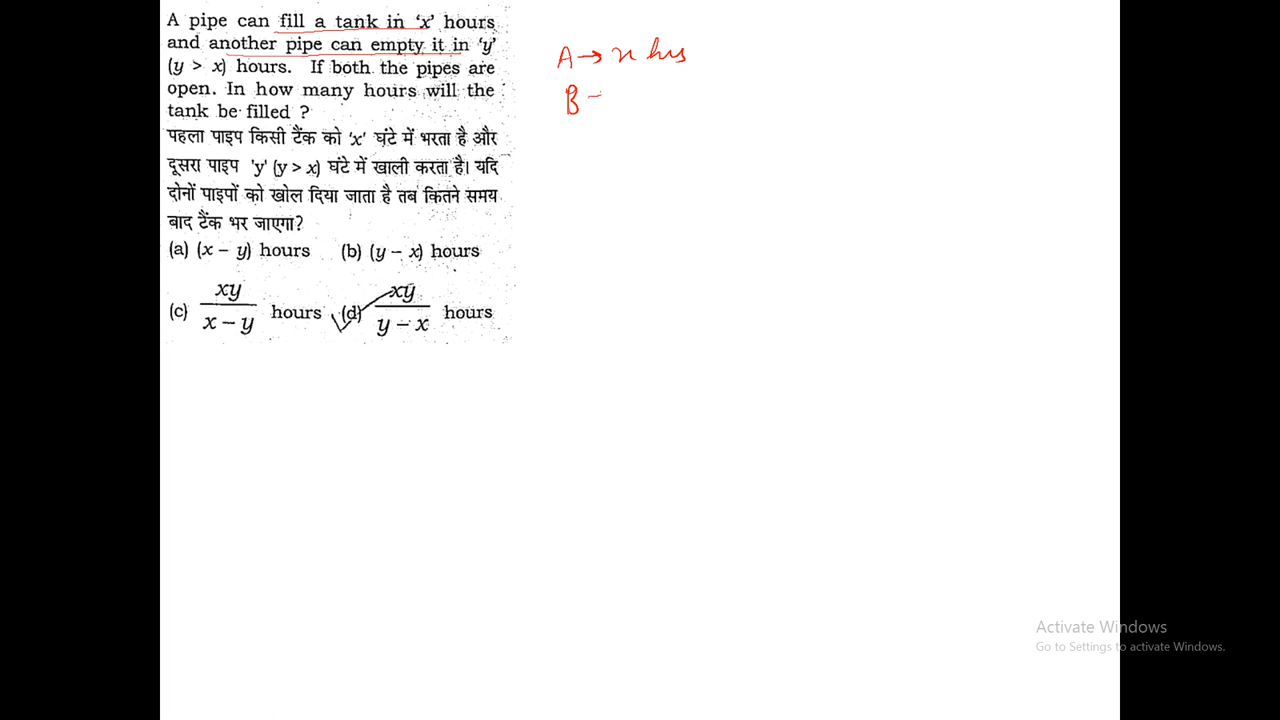 A pipe can fill a tank in 'x' hours
and another pipe can empty it in 'y'
(y > x) hours. If both the pipes are
open. In how many hours will the
tank be filled ?
पहला पाइप किसी टैंक को 'x' घंटे में भरता है और
दूसरा पाइप 'y' (y > x) घंटे में खाली करता है। यदि
दोनों पाइपों को खोल दिया जाता है तब कितने समय
बाद टैंक भर जाएगा?
(a) (x – y) hours (b) (y – x) hours
(c) xy / x – y hours (d) xy / y – x hours
A → x hrs
B –
Activate Windows
Go to Settings to activate Windows.